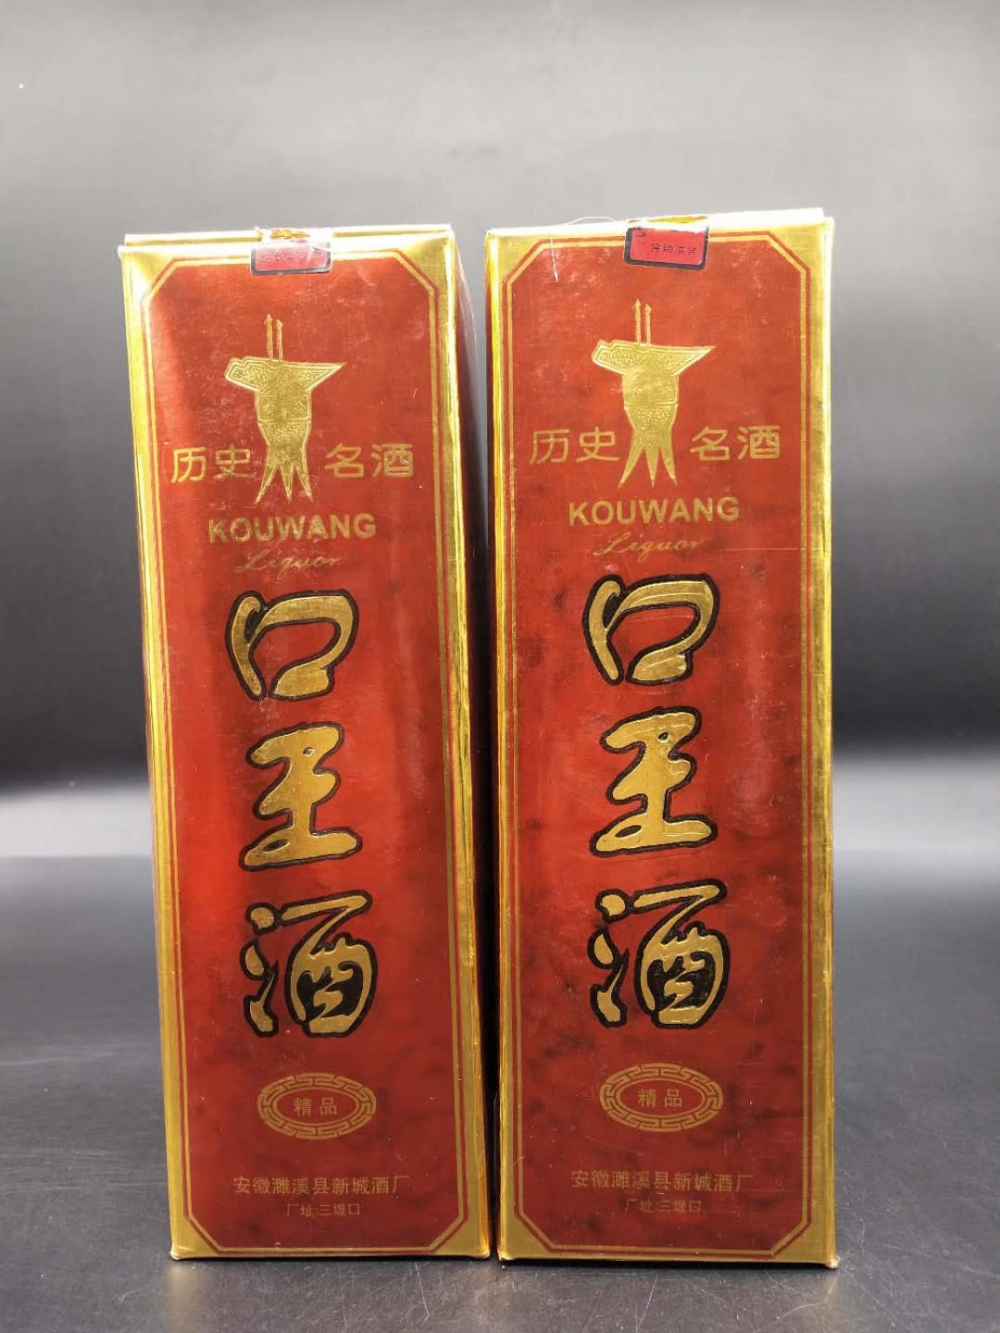 历史 名酒
KOUWANG
Liquor
口王酒
精品
安徽濉溪县新城酒厂
厂址:三堤口
历史 名酒
KOUWANG
Liquor
口王酒
精品
安徽濉溪县新城酒厂
厂址:三堤口